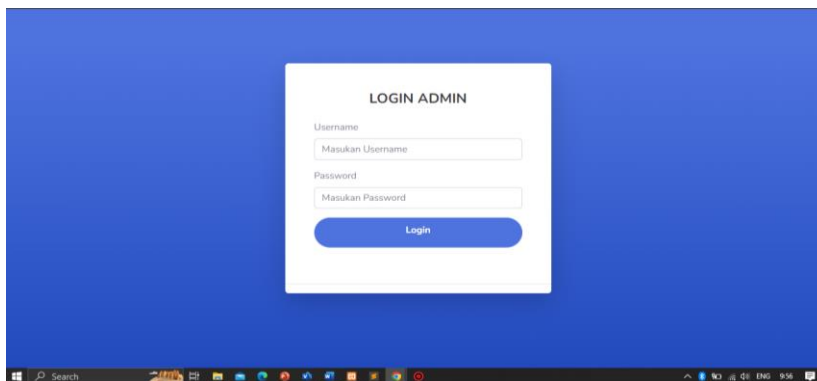 LOGIN ADMIN
Username
Masukan Username
Password
Masukan Password
Login
Search
ENG 9:56